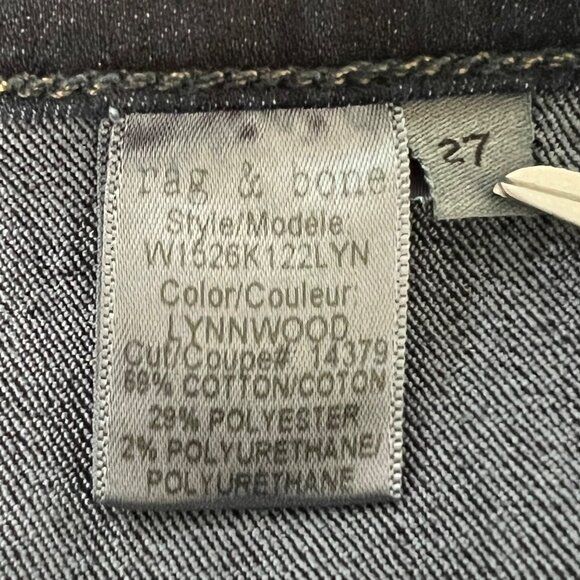 rag & bone
Style/Modèle
W1526K122LYN
Color/Couleur:
LYNNWOOD
Cut/Coupe# 14379
69% COTTON/COTON
29% POLYESTER
2% POLYURETHANE/
POLYURETHANE
27